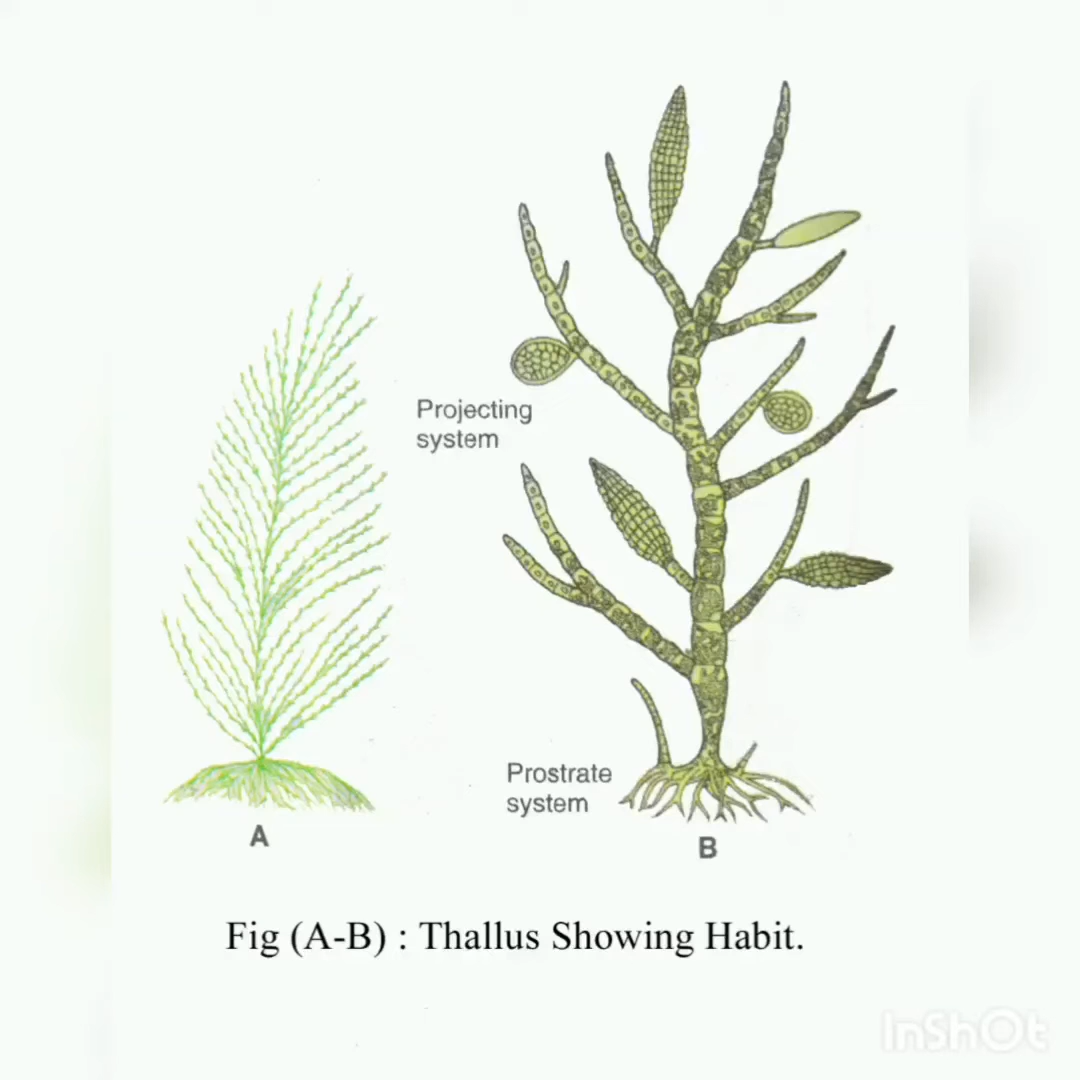 Projecting
system
Prostrate
system
A
B
Fig (A-B) : Thallus Showing Habit.
InShOt